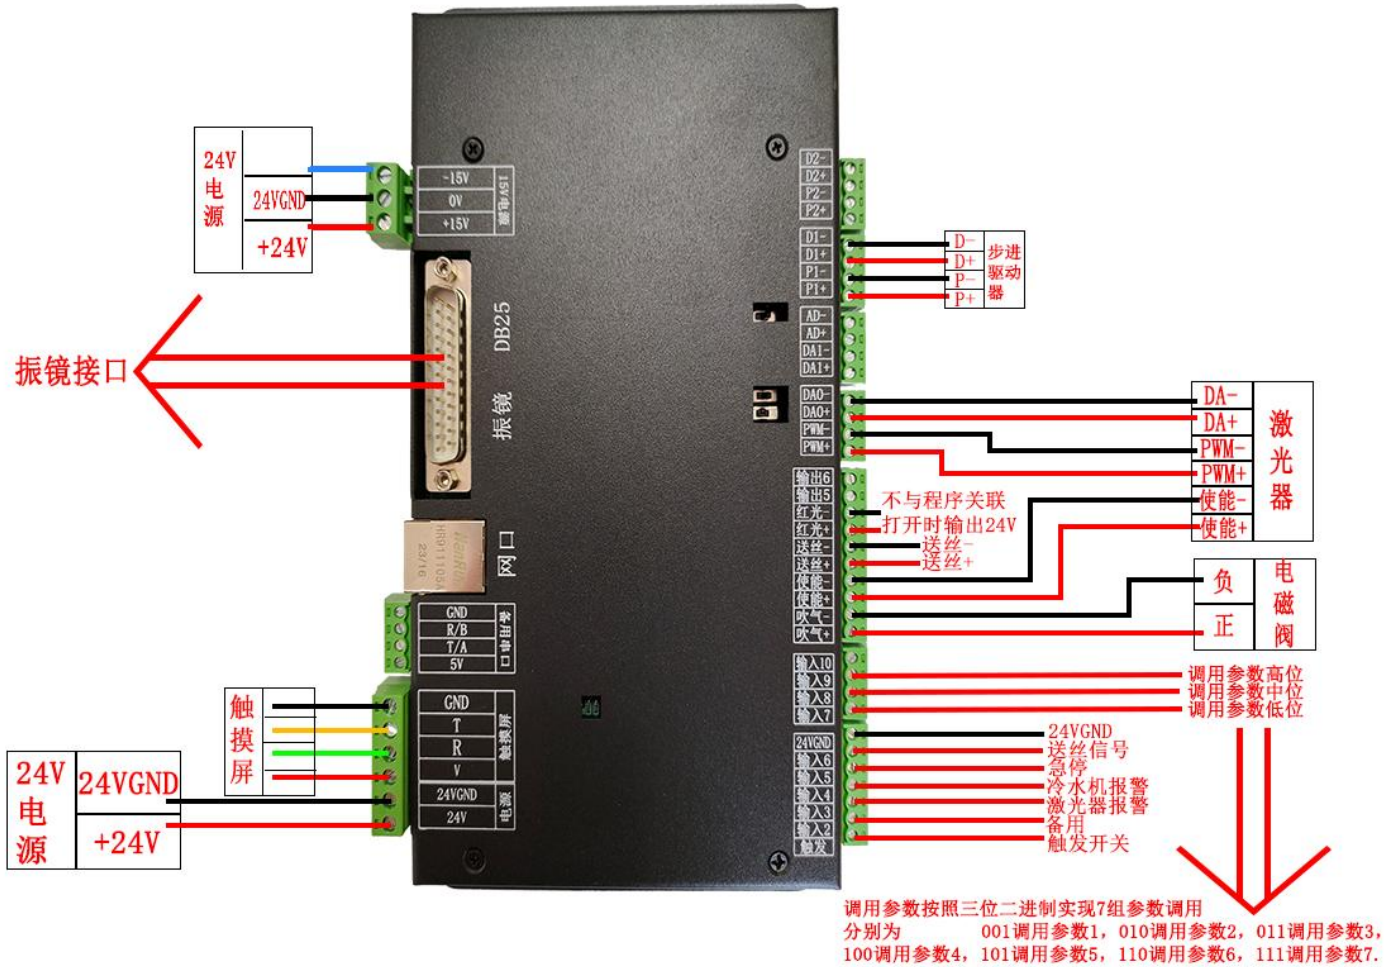 24V
电
源
24VGND
+24V
-15V
0V
+15V
15V电源
振镜接口
振镜 DB25
HanRun
HR911105A
23/16
网口
GND
R/B
T/A
5V
备用串口
触
摸
屏
GND
T
R
V
触摸屏
24VGND
24V
电源
24V
电
源
24VGND
+24V
D2-
D2+
P2-
P2+
D1-
D1+
P1-
P1+
D-
D+
P-
P+
步进
驱动
器
AD-
AD+
DA1-
DA1+
DA0-
DA0+
PWM-
PWM+
DA-
DA+
PWM-
PWM+
使能-
使能+
激
光
器
输出6
输出5
红光-
红光+
送丝-
送丝+
使能-
使能+
吹气-
吹气+
不与程序关联
打开时输出24V
送丝-
送丝+
负
正
电
磁
阀
输入10
输入9
输入8
输入7
调用参数高位
调用参数中位
调用参数低位
24VGND
输入6
输入5
输入4
输入3
输入2
触发
24VGND
送丝信号
急停
冷水机报警
激光器报警
备用
触发开关
调用参数按照三位二进制实现7组参数调用
分别为 001调用参数1，010调用参数2，011调用参数3，
100调用参数4，101调用参数5，110调用参数6，111调用参数7.